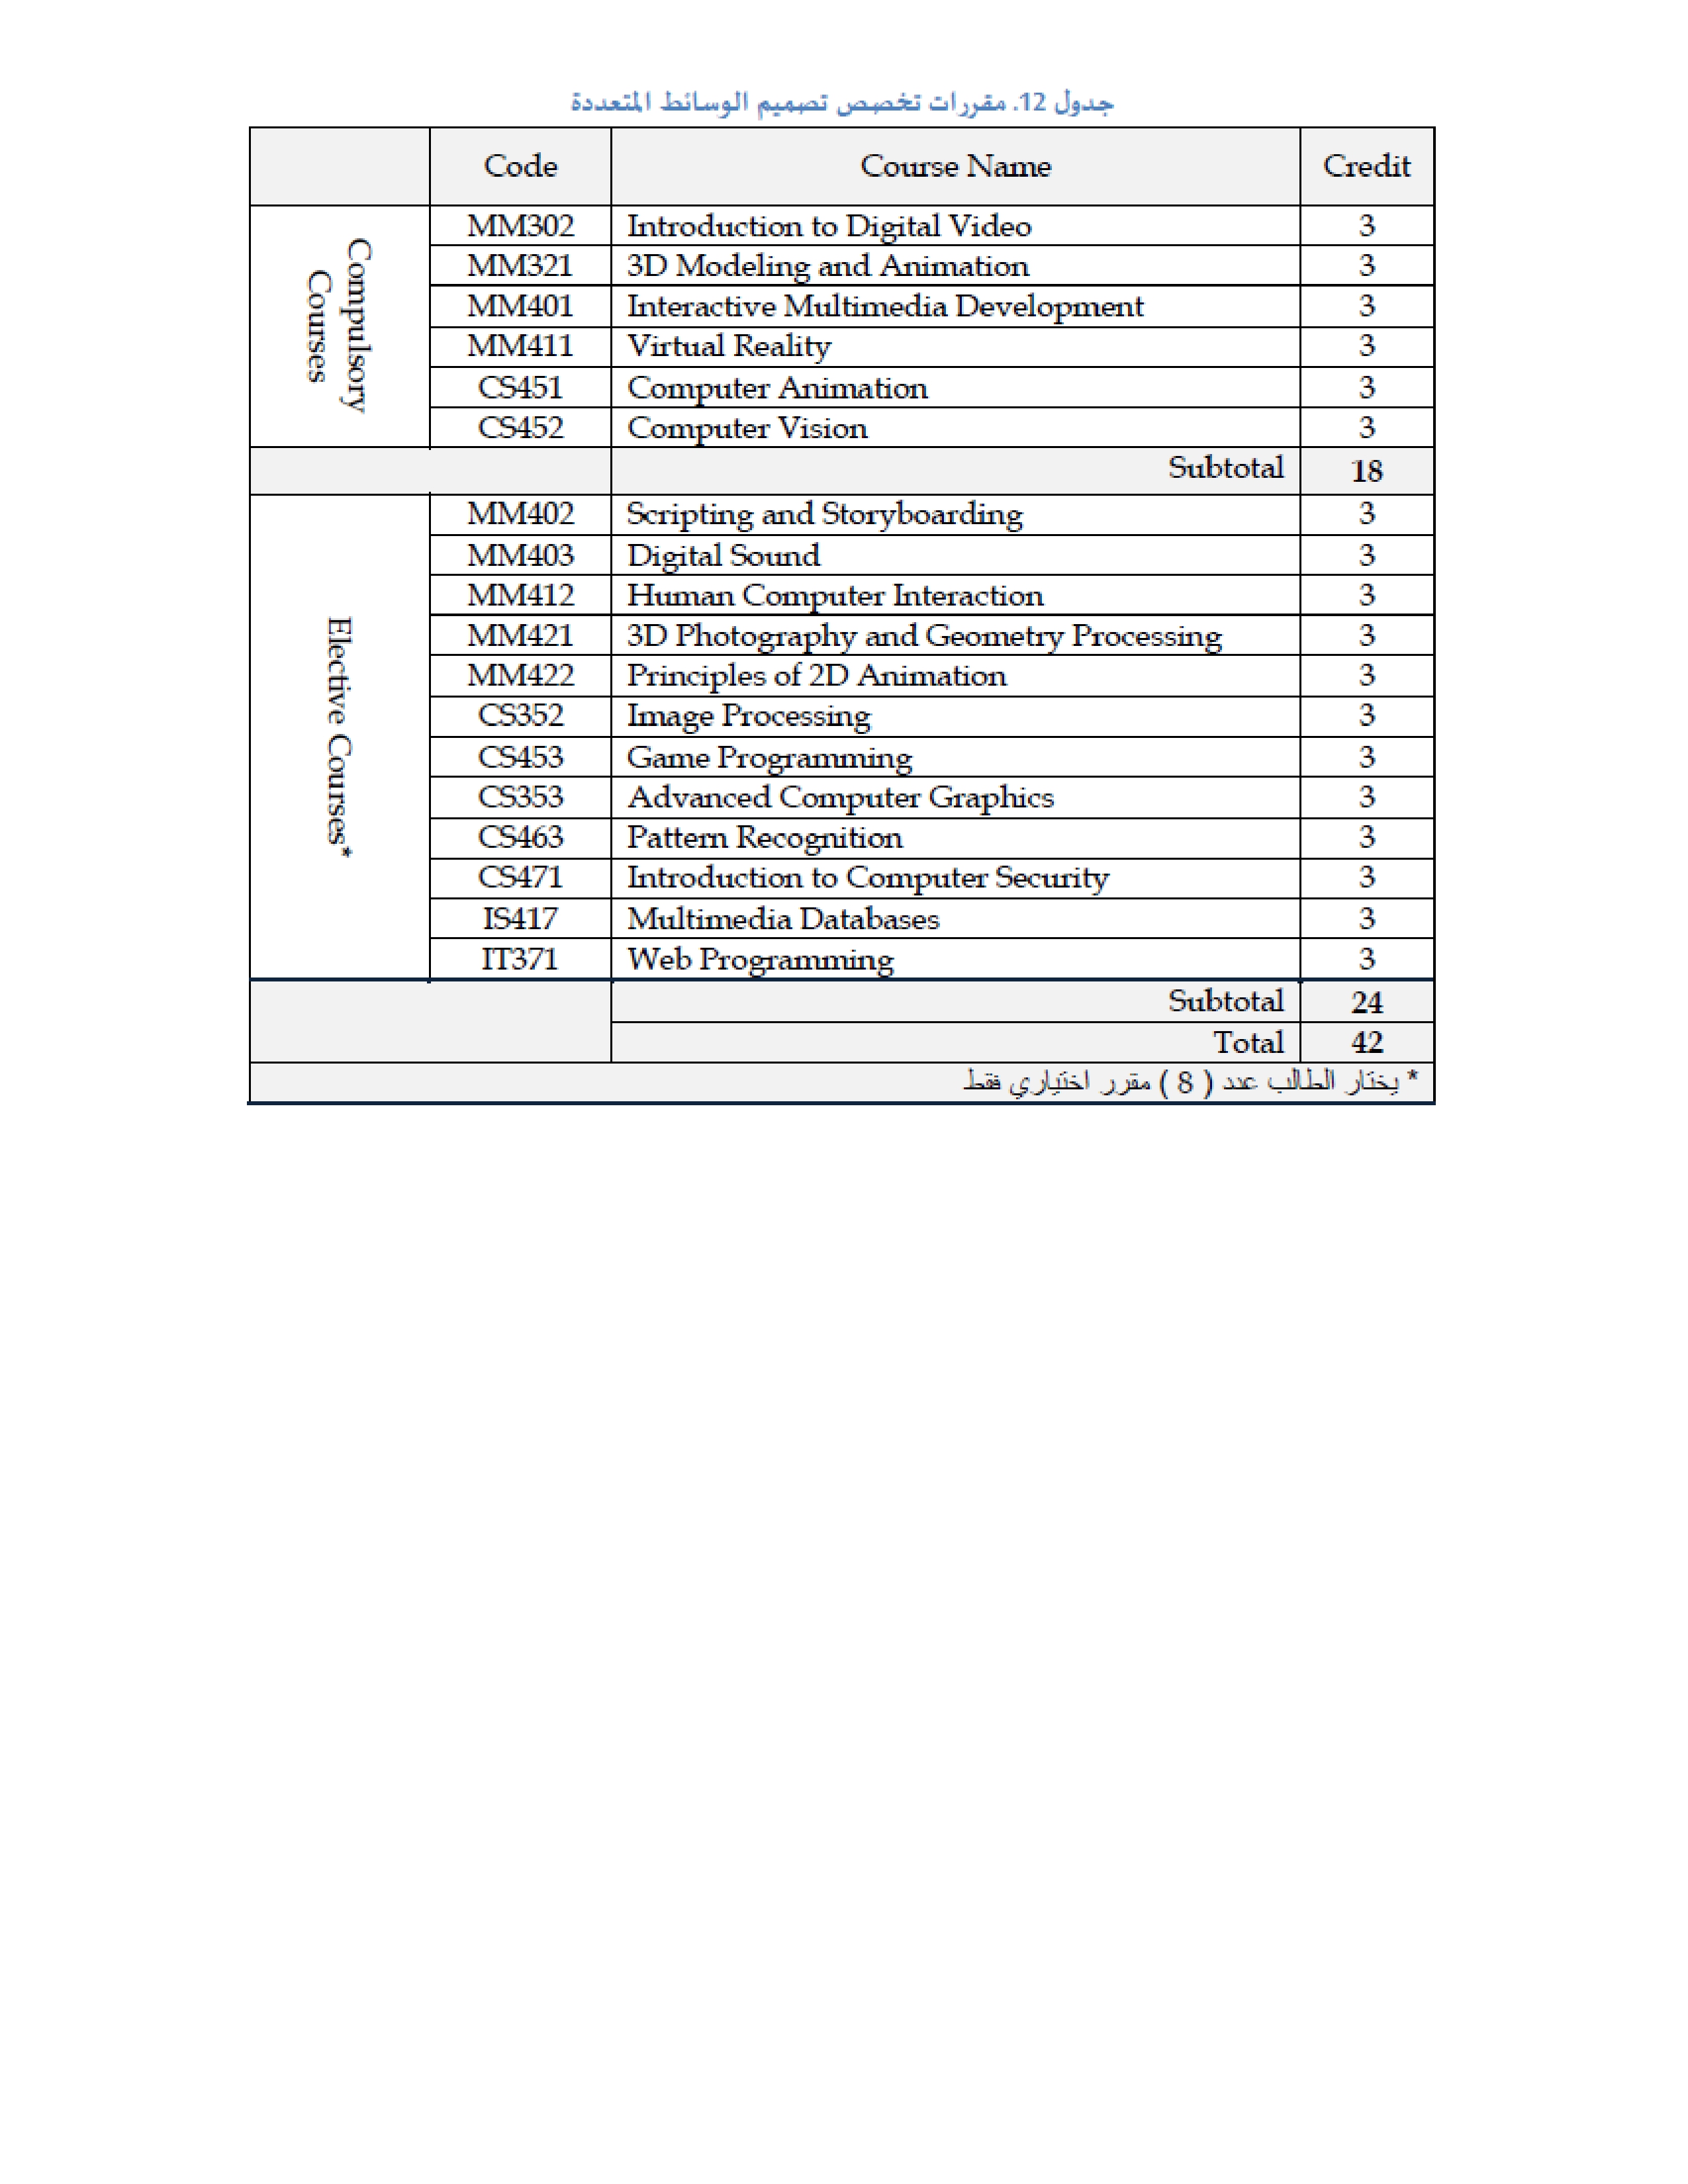 جدول 12. مقررات تخصص تصميم الوسائط المتعددة
Code Course Name Credit
Compulsory
Courses
MM302 Introduction to Digital Video 3
MM321 3D Modeling and Animation 3
MM401 Interactive Multimedia Development 3
MM411 Virtual Reality 3
CS451 Computer Animation 3
CS452 Computer Vision 3
Subtotal 18
Elective Courses*
MM402 Scripting and Storyboarding 3
MM403 Digital Sound 3
MM412 Human Computer Interaction 3
MM421 3D Photography and Geometry Processing 3
MM422 Principles of 2D Animation 3
CS352 Image Processing 3
CS453 Game Programming 3
CS353 Advanced Computer Graphics 3
CS463 Pattern Recognition 3
CS471 Introduction to Computer Security 3
IS417 Multimedia Databases 3
IT371 Web Programming 3
Subtotal 24
Total 42
* يختار الطالب عدد ( 8 ) مقرر اختياري فقط